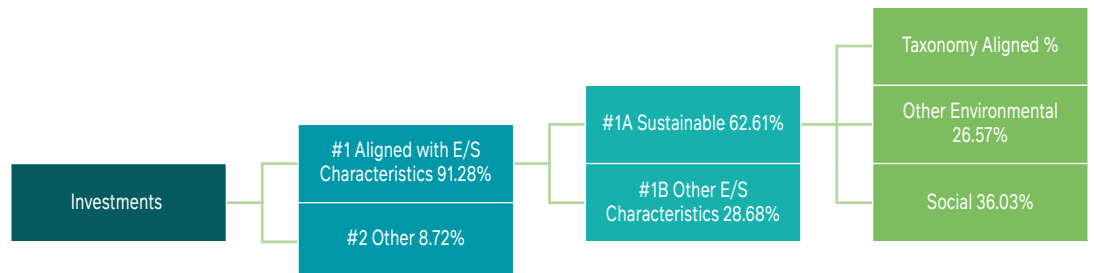 Investments
#1 Aligned with E/S
Characteristics 91.28%
#2 Other 8.72%
#1A Sustainable 62.61%
#1B Other E/S
Characteristics 28.68%
Taxonomy Aligned %
Other Environmental
26.57%
Social 36.03%